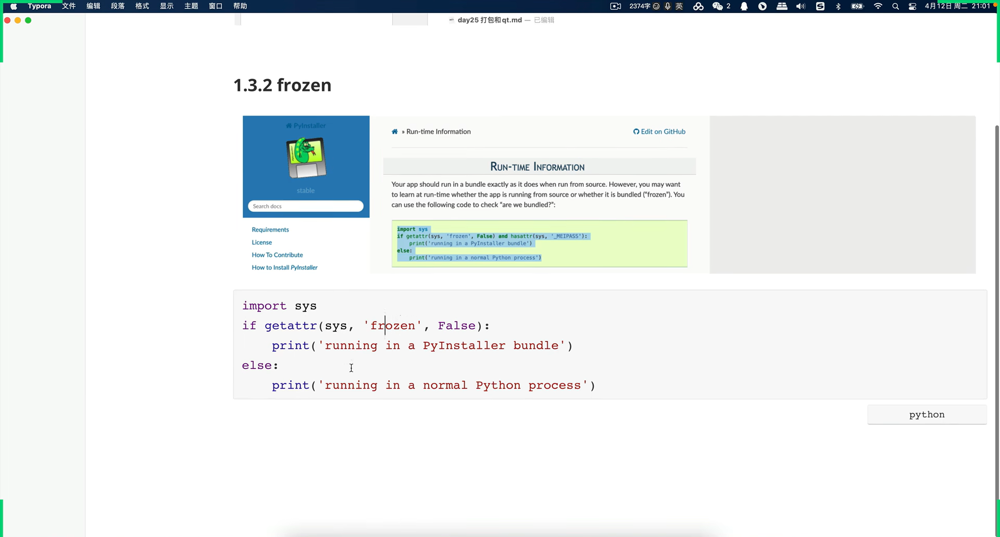 Typora 文件 编辑 段落 格式 显示 主题 窗口 帮助 2374字 英 2 4月12日 周二 21:01
day25 打包和qt.md — 已编辑
1.3.2 frozen
PyInstaller
stable
Search docs
Requirements
License
How To Contribute
How to Install PyInstaller
» Run-time Information
Edit on GitHub
Run-time Information
Your app should run in a bundle exactly as it does when run from source. However, you may want
to learn at run-time whether the app is running from source or whether it is bundled (“frozen”). You
can use the following code to check “are we bundled?”:
import sys
if getattr(sys, 'frozen', False) and hasattr(sys, '_MEIPASS'):
    print('running in a PyInstaller bundle')
else:
    print('running in a normal Python process')
import sys
if getattr(sys, 'frozen', False):
    print('running in a PyInstaller bundle')
else:
    print('running in a normal Python process')
python